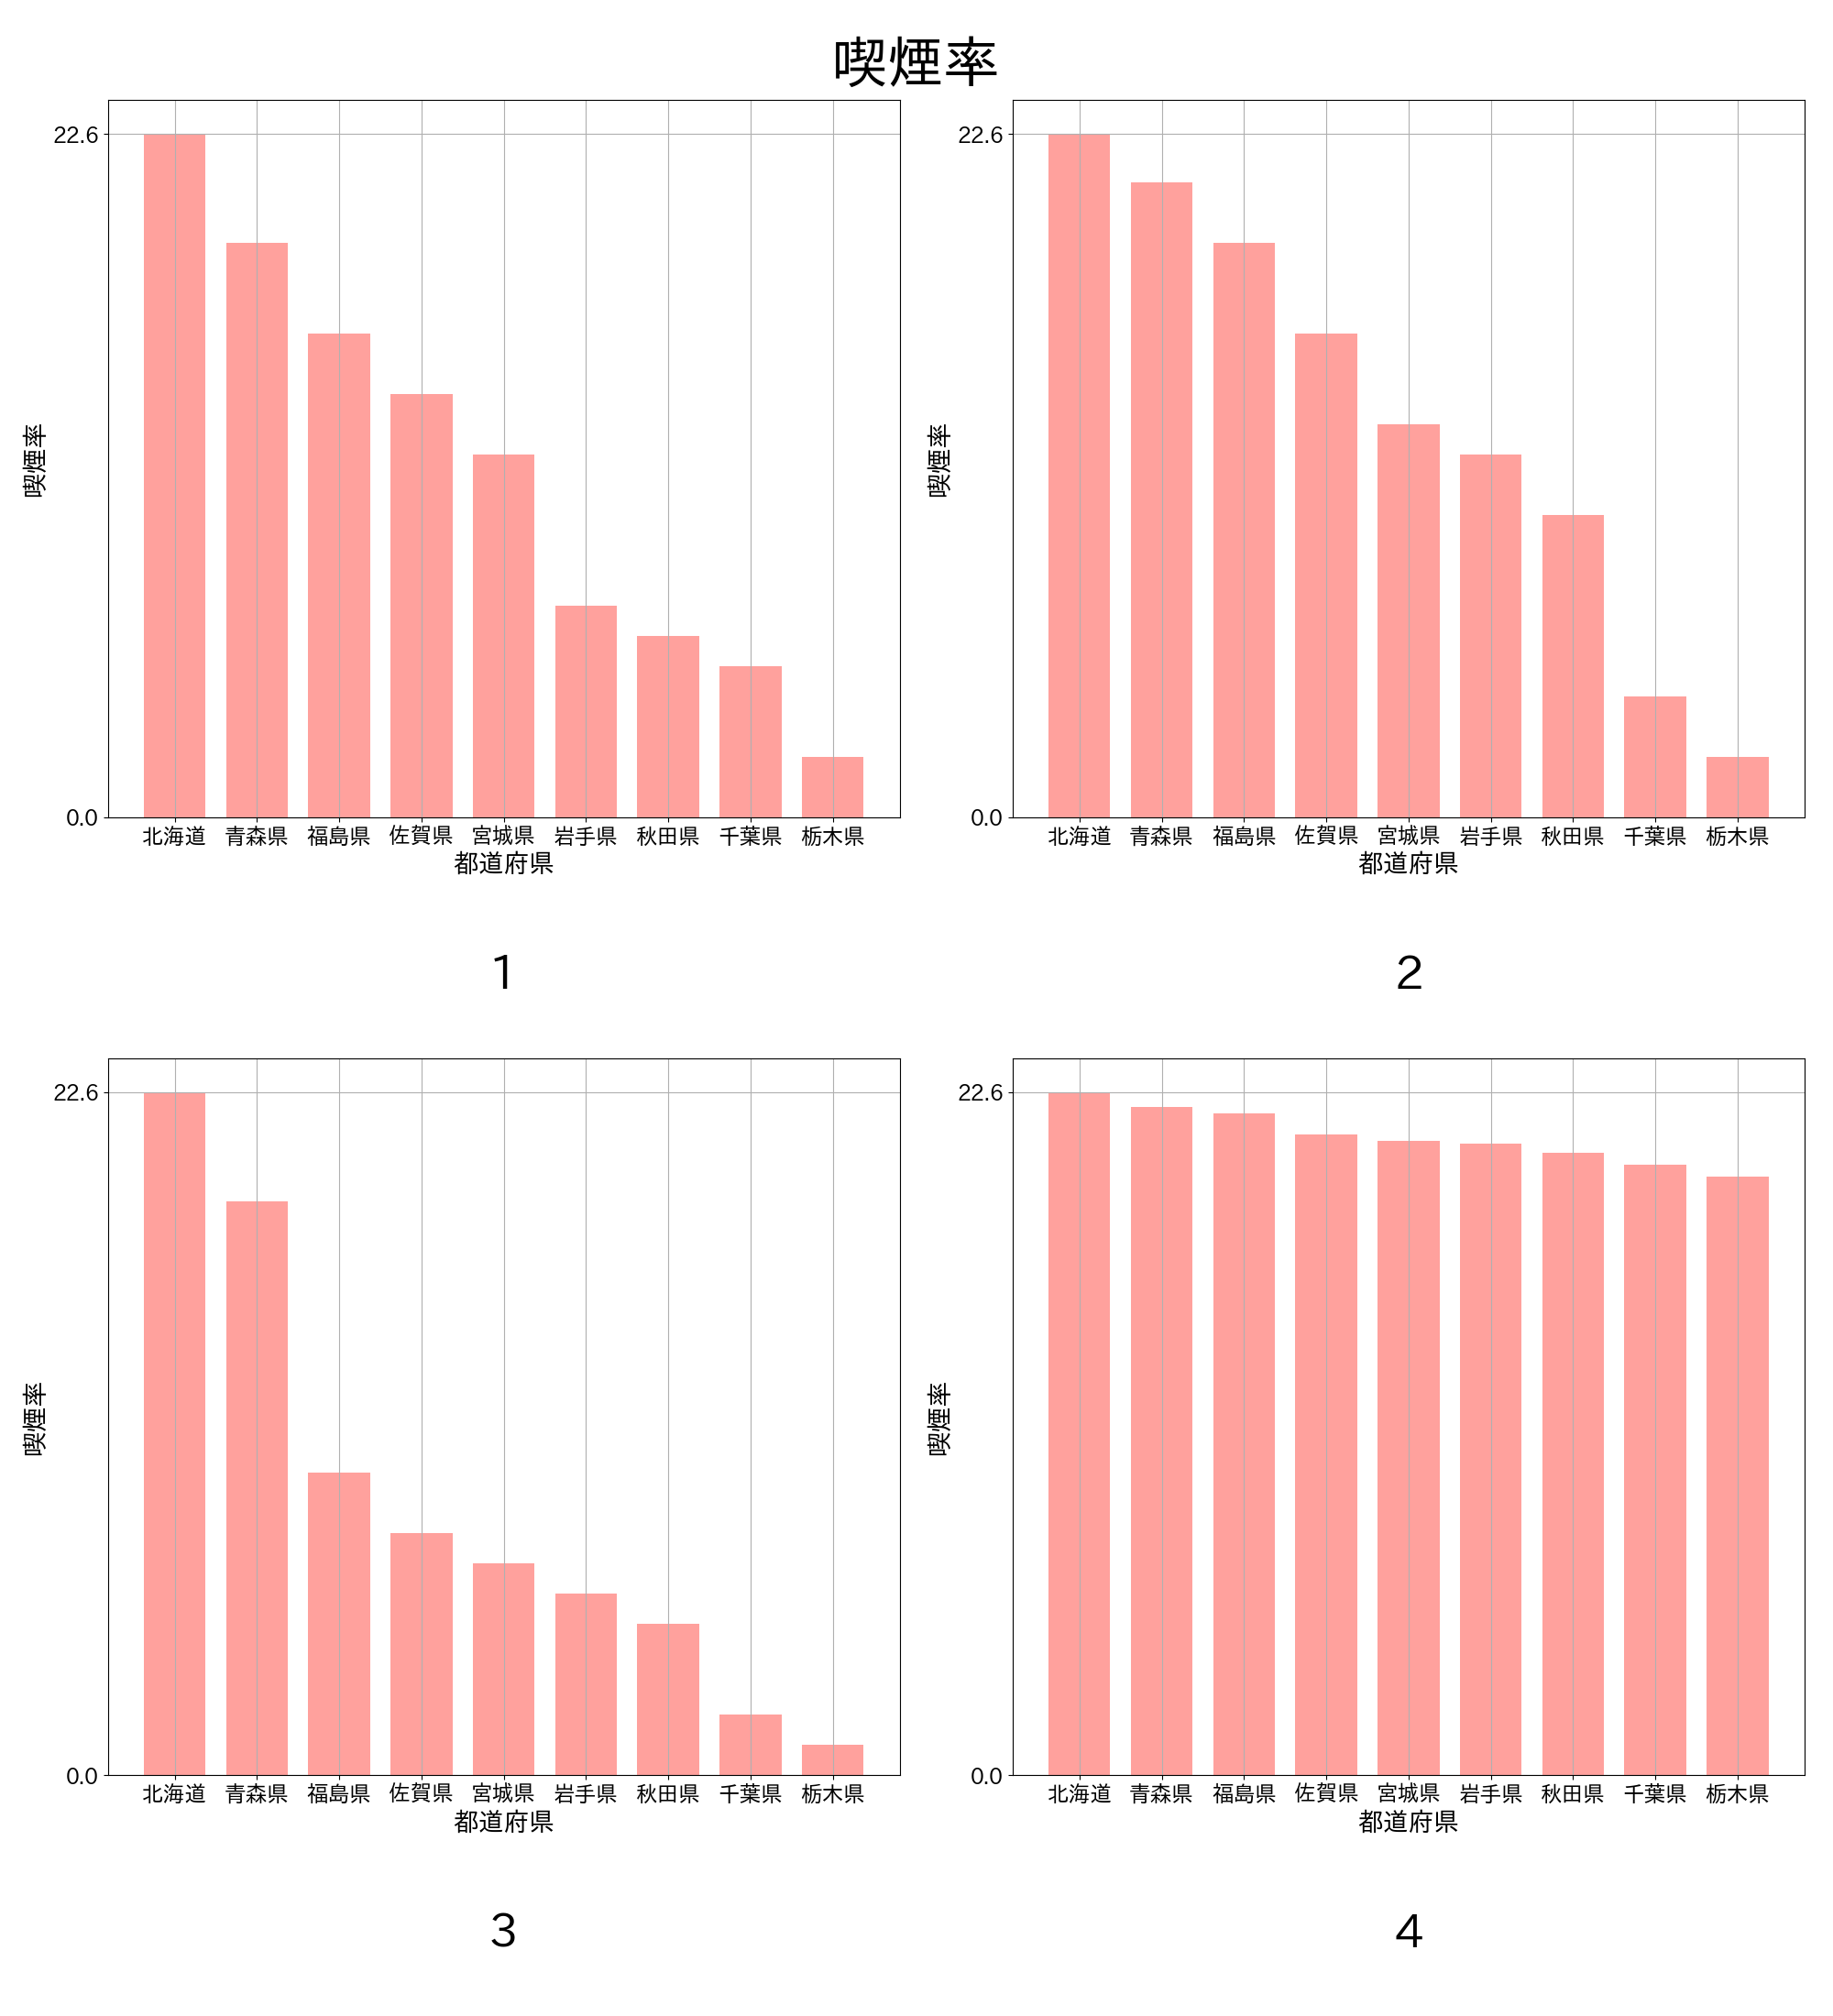 喫煙率
22.6
0.0
喫煙率
北海道 青森県 福島県 佐賀県 宮城県 岩手県 秋田県 千葉県 栃木県
都道府県
1
22.6
0.0
喫煙率
北海道 青森県 福島県 佐賀県 宮城県 岩手県 秋田県 千葉県 栃木県
都道府県
2
22.6
0.0
喫煙率
北海道 青森県 福島県 佐賀県 宮城県 岩手県 秋田県 千葉県 栃木県
都道府県
3
22.6
0.0
喫煙率
北海道 青森県 福島県 佐賀県 宮城県 岩手県 秋田県 千葉県 栃木県
都道府県
4